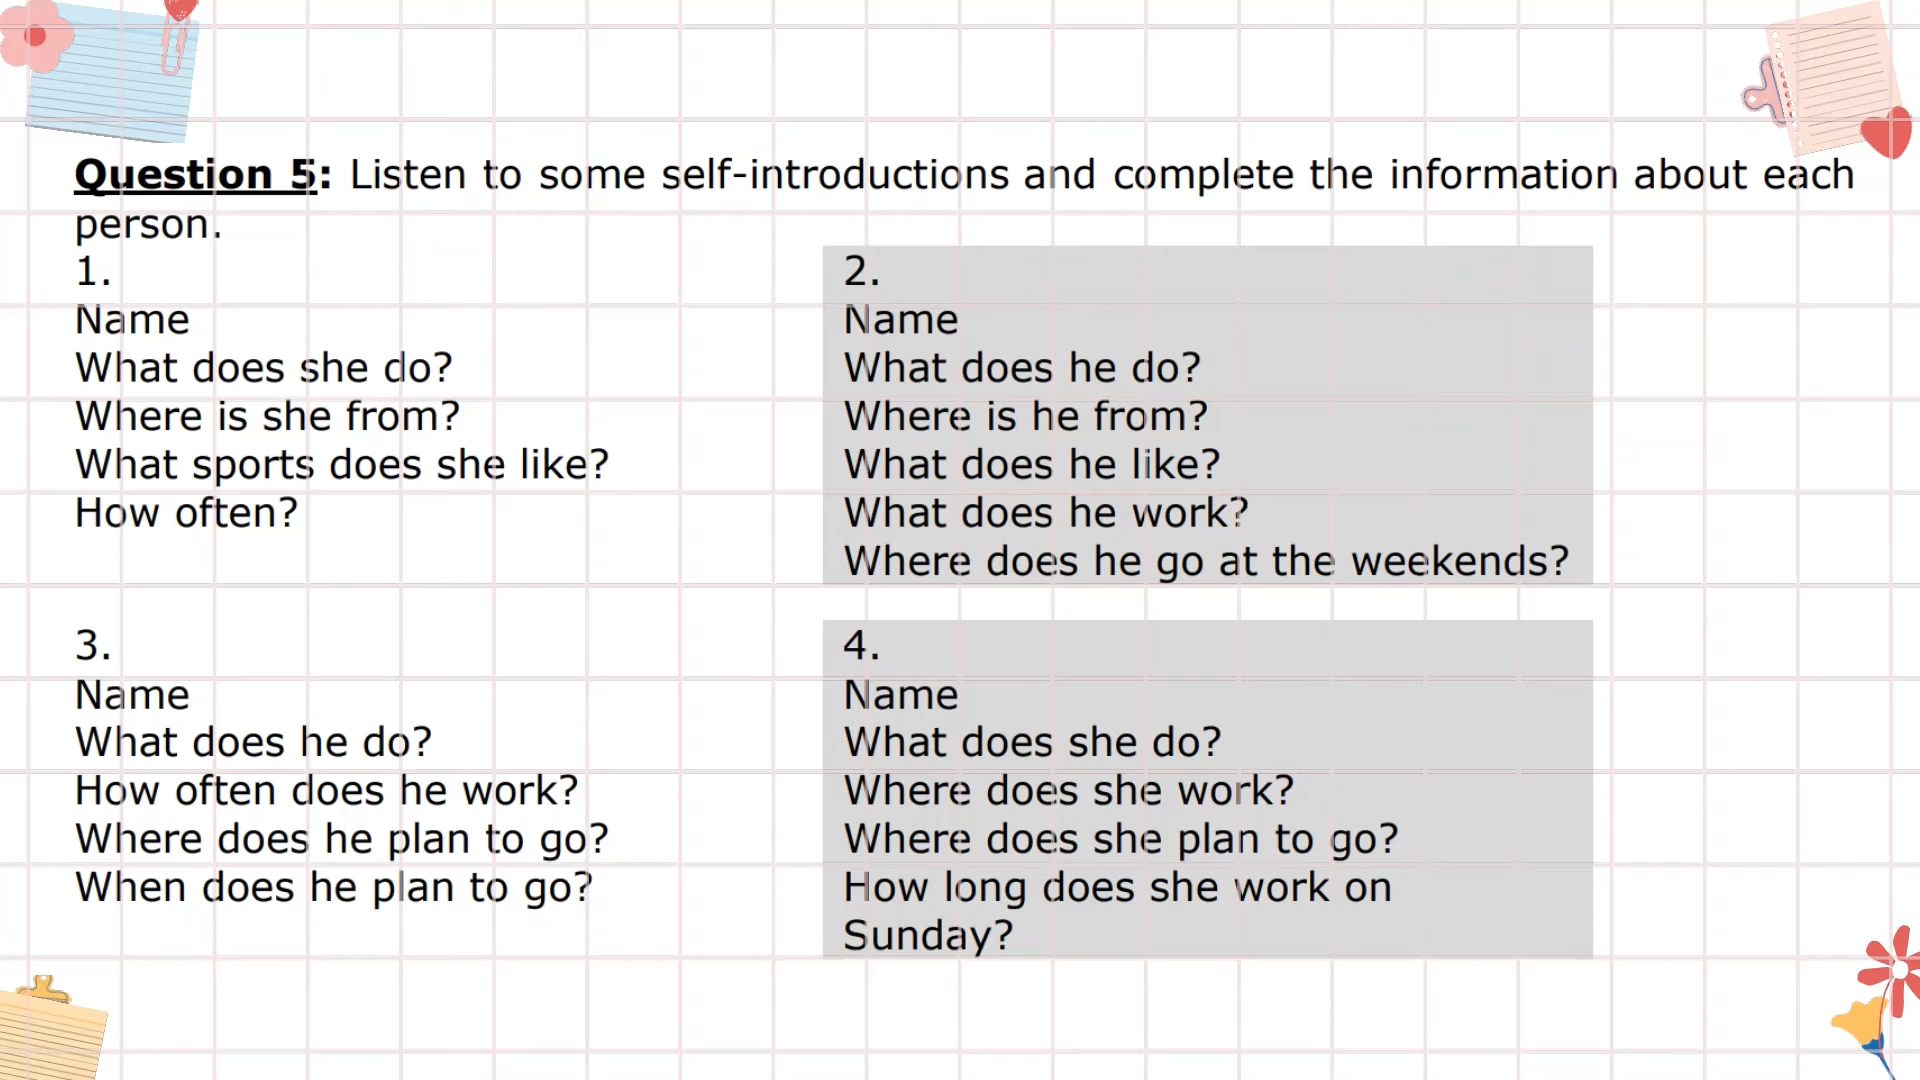 Question 5: Listen to some self-introductions and complete the information about each
person.
1.
Name
What does she do?
Where is she from?
What sports does she like?
How often?
2.
Name
What does he do?
Where is he from?
What does he like?
What does he work?
Where does he go at the weekends?
3.
Name
What does he do?
How often does he work?
Where does he plan to go?
When does he plan to go?
4.
Name
What does she do?
Where does she work?
Where does she plan to go?
How long does she work on
Sunday?